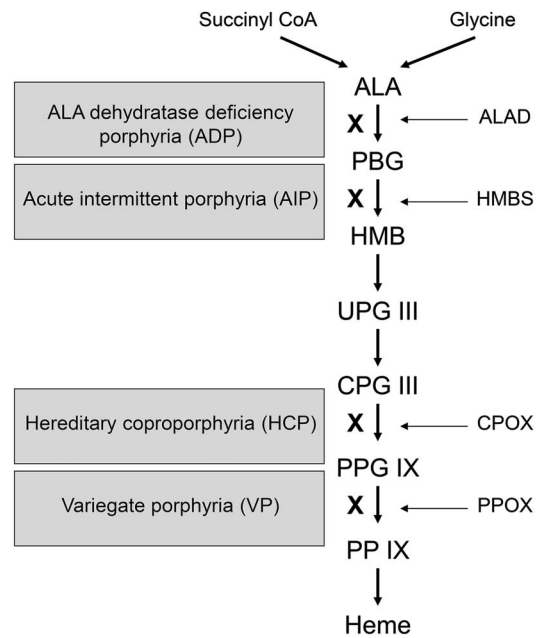 Succinyl CoA
Glycine
ALA
ALA dehydratase deficiency
porphyria (ADP)
X
ALAD
PBG
Acute intermittent porphyria (AIP)
X
HMBS
HMB
UPG III
CPG III
Hereditary coproporphyria (HCP)
X
CPOX
PPG IX
Variegate porphyria (VP)
X
PPOX
PP IX
Heme